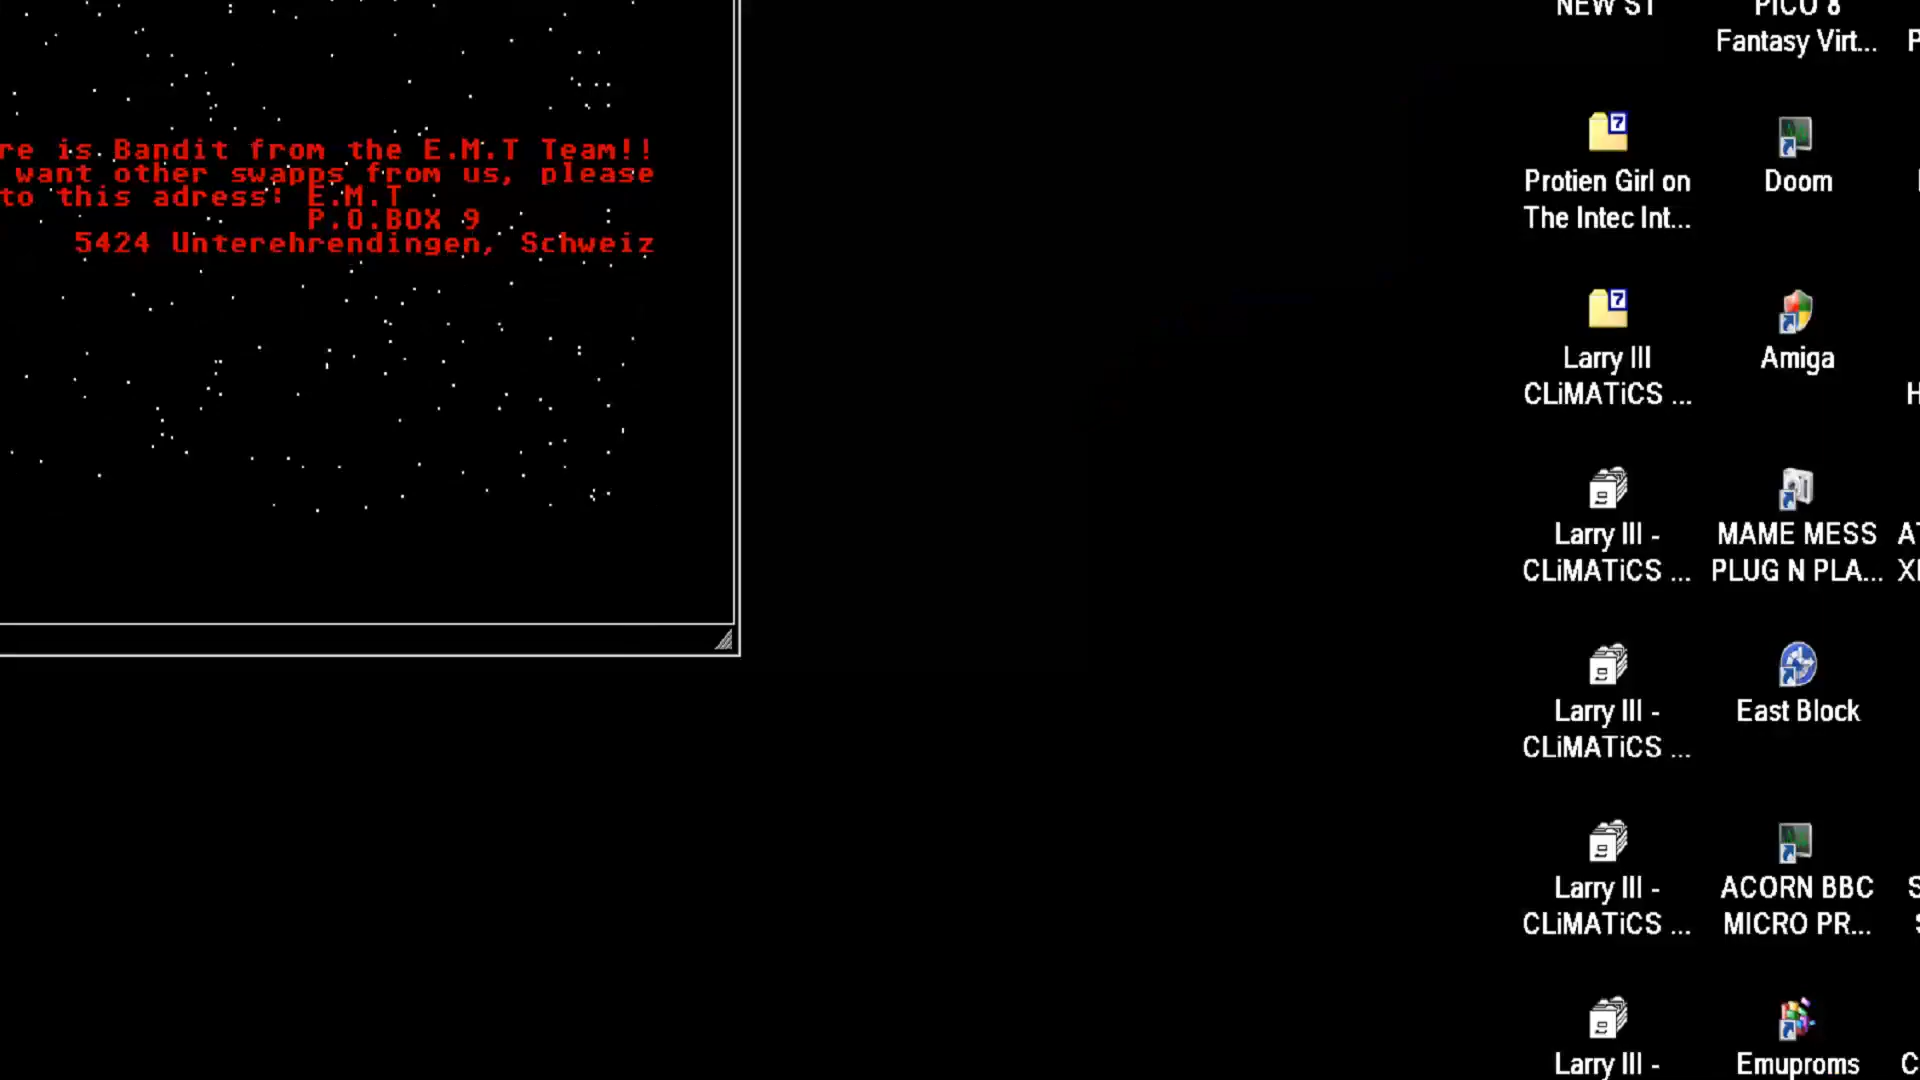 re is Bandit from the E.M.T Team!!
want other swapps from us, please
to this adress: E.M.T
P.O.BOX 9
5424 Unterehrendingen, Schweiz
NEW ST
PICO 8
Fantasy Virt...
Protien Girl on
The Intec Int...
Doom
Larry III
CLiMATiCS ...
Amiga
Larry III -
CLiMATiCS ...
MAME MESS
PLUG N PLA...
Larry III -
CLiMATiCS ...
East Block
Larry III -
CLiMATiCS ...
ACORN BBC
MICRO PR...
Larry III -
Emuproms